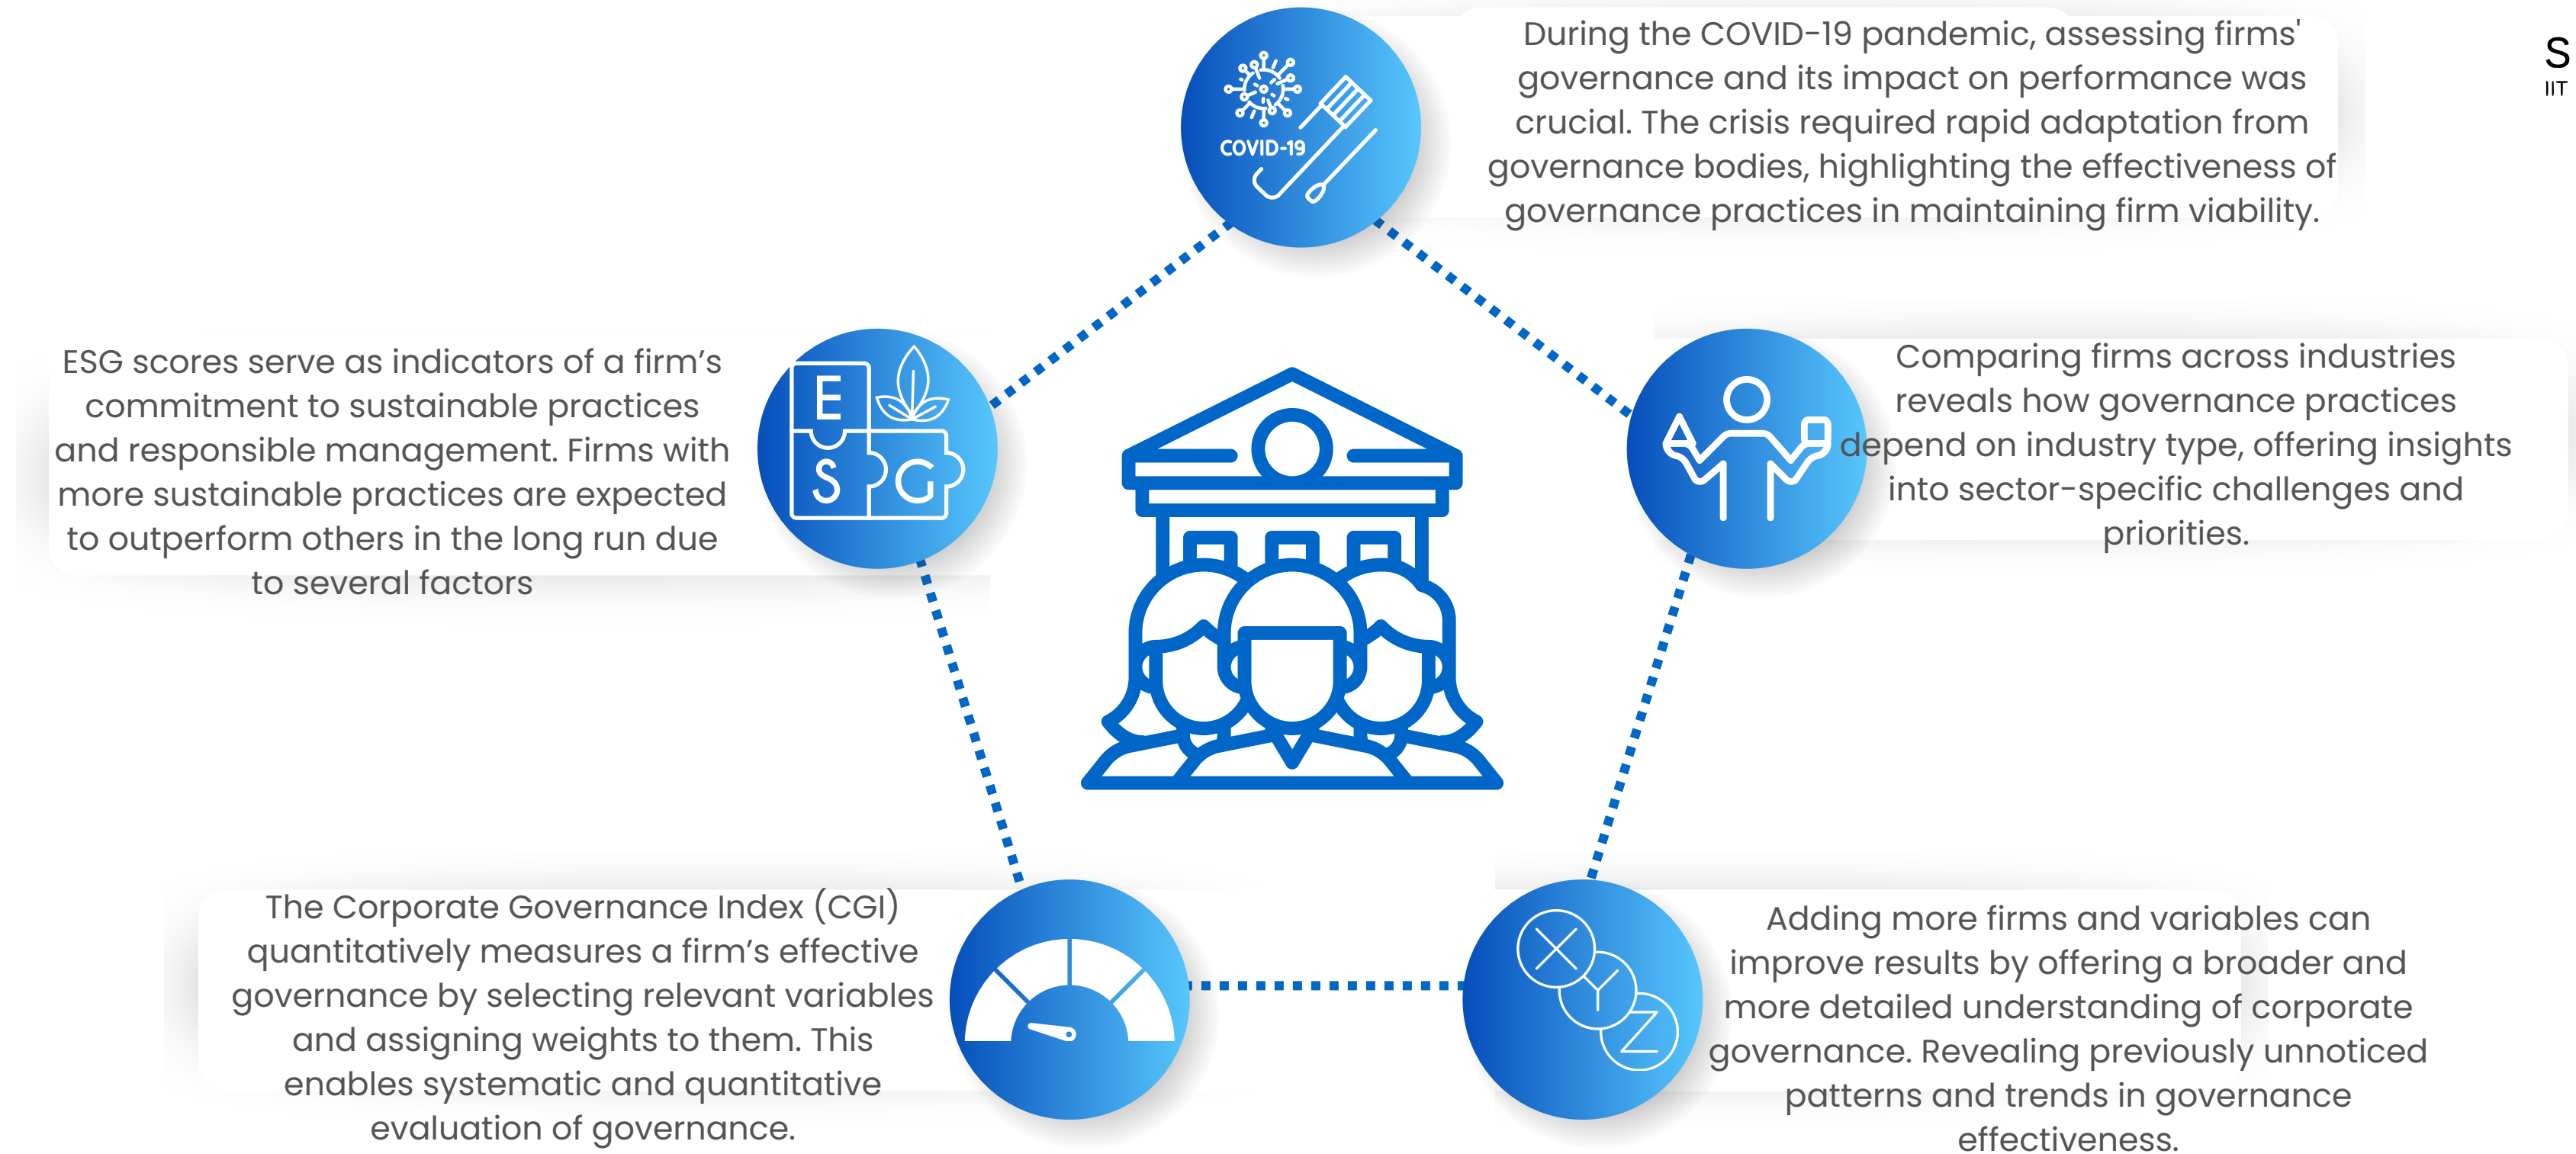 During the COVID-19 pandemic, assessing firms'
governance and its impact on performance was
crucial. The crisis required rapid adaptation from
governance bodies, highlighting the effectiveness of
governance practices in maintaining firm viability.
S
IIT
COVID-19
ESG scores serve as indicators of a firm’s
commitment to sustainable practices
and responsible management. Firms with
more sustainable practices are expected
to outperform others in the long run due
to several factors
E
S G
Comparing firms across industries
reveals how governance practices
depend on industry type, offering insights
into sector-specific challenges and
priorities.
The Corporate Governance Index (CGI)
quantitatively measures a firm’s effective
governance by selecting relevant variables
and assigning weights to them. This
enables systematic and quantitative
evaluation of governance.
X
Y
Z
Adding more firms and variables can
improve results by offering a broader and
more detailed understanding of corporate
governance. Revealing previously unnoticed
patterns and trends in governance
effectiveness.